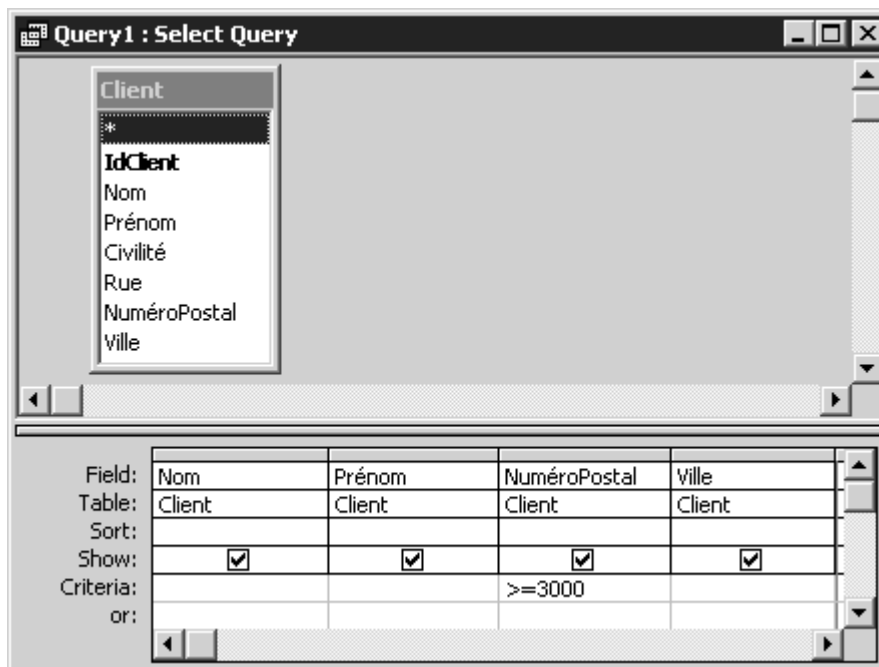 Query1 : Select Query
Client
*
IdClient
Nom
Prénom
Civilité
Rue
NuméroPostal
Ville
Field: Nom Prénom NuméroPostal Ville
Table: Client Client Client Client
Sort:
Show:
Criteria: >=3000
or: